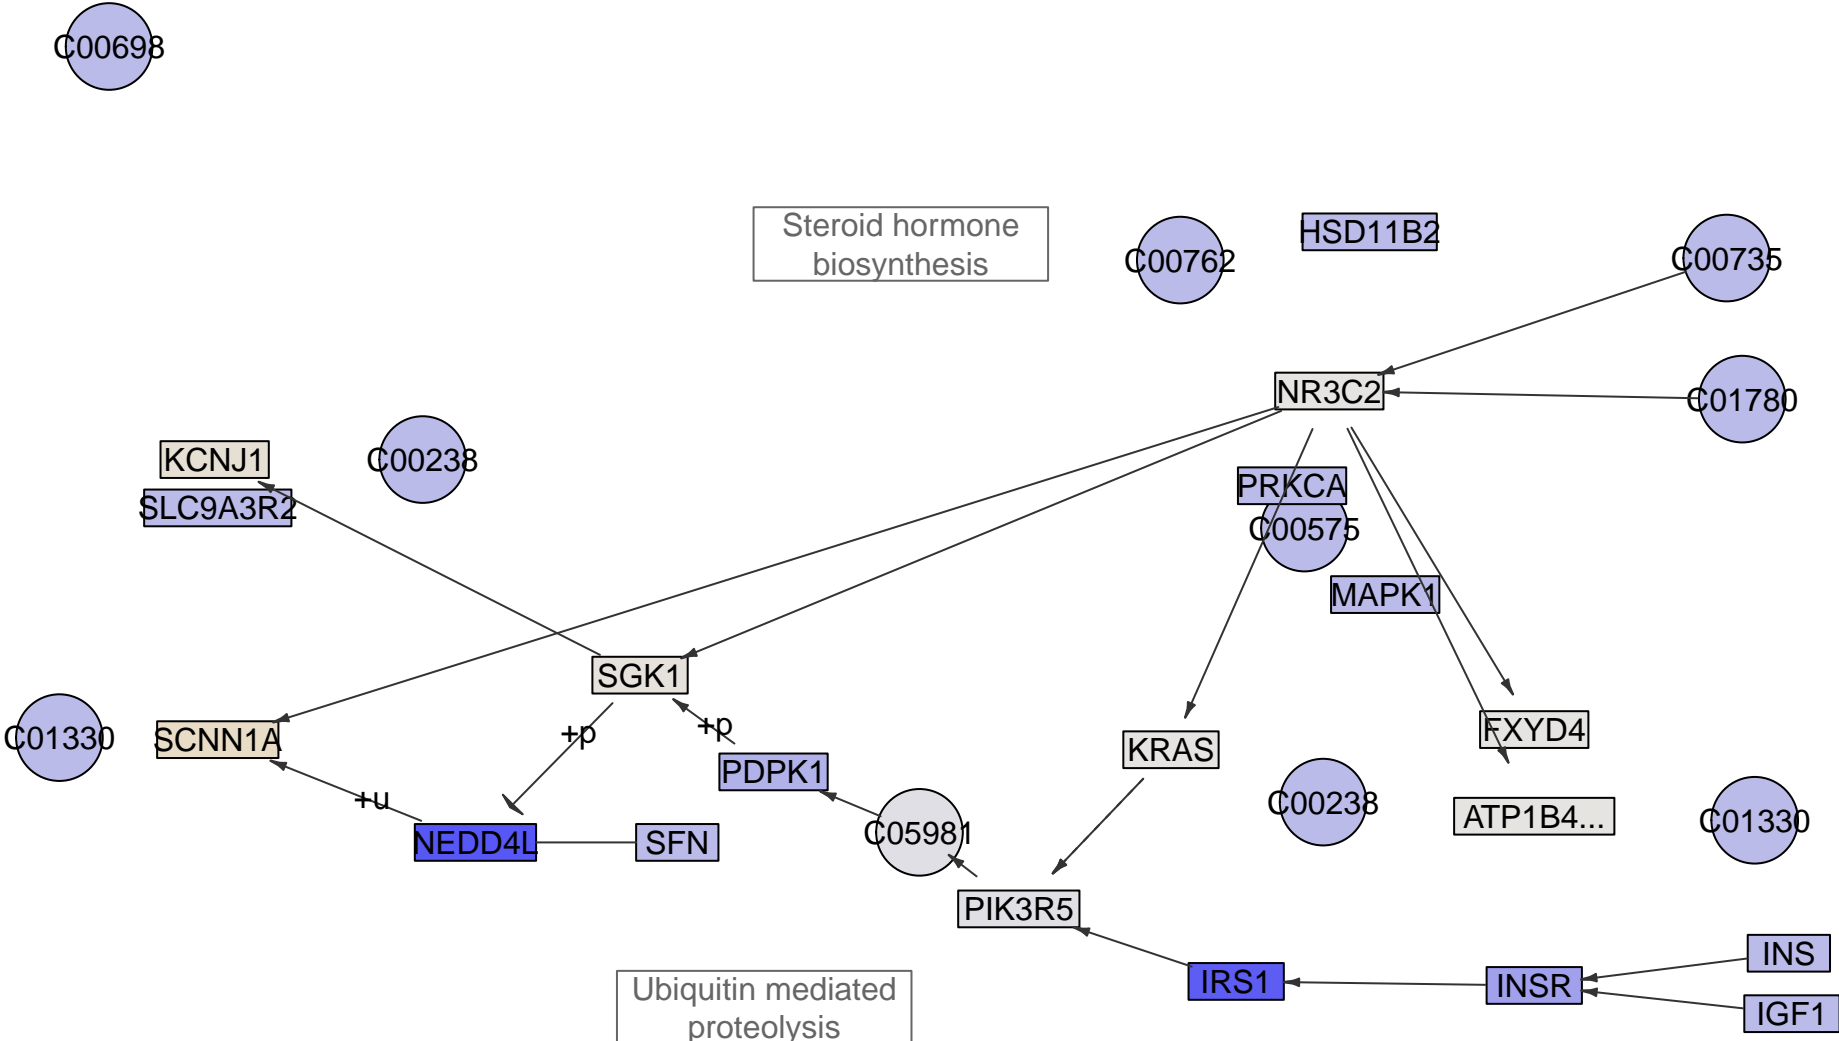 C00698
Steroid hormone
biosynthesis
C00762
HSD11B2
C00735
NR3C2
C01780
KCNJ1
C00238
SLC9A3R2
PRKCA
C00575
MAPK1
SGK1
C01330
SCNN1A
+p
+p
FXYD4
KRAS
PDPK1
+u
C00238
ATP1B4...
C01330
NEDD4L
SFN
C05981
PIK3R5
INS
Ubiquitin mediated
proteolysis
IRS1
INSR
IGF1